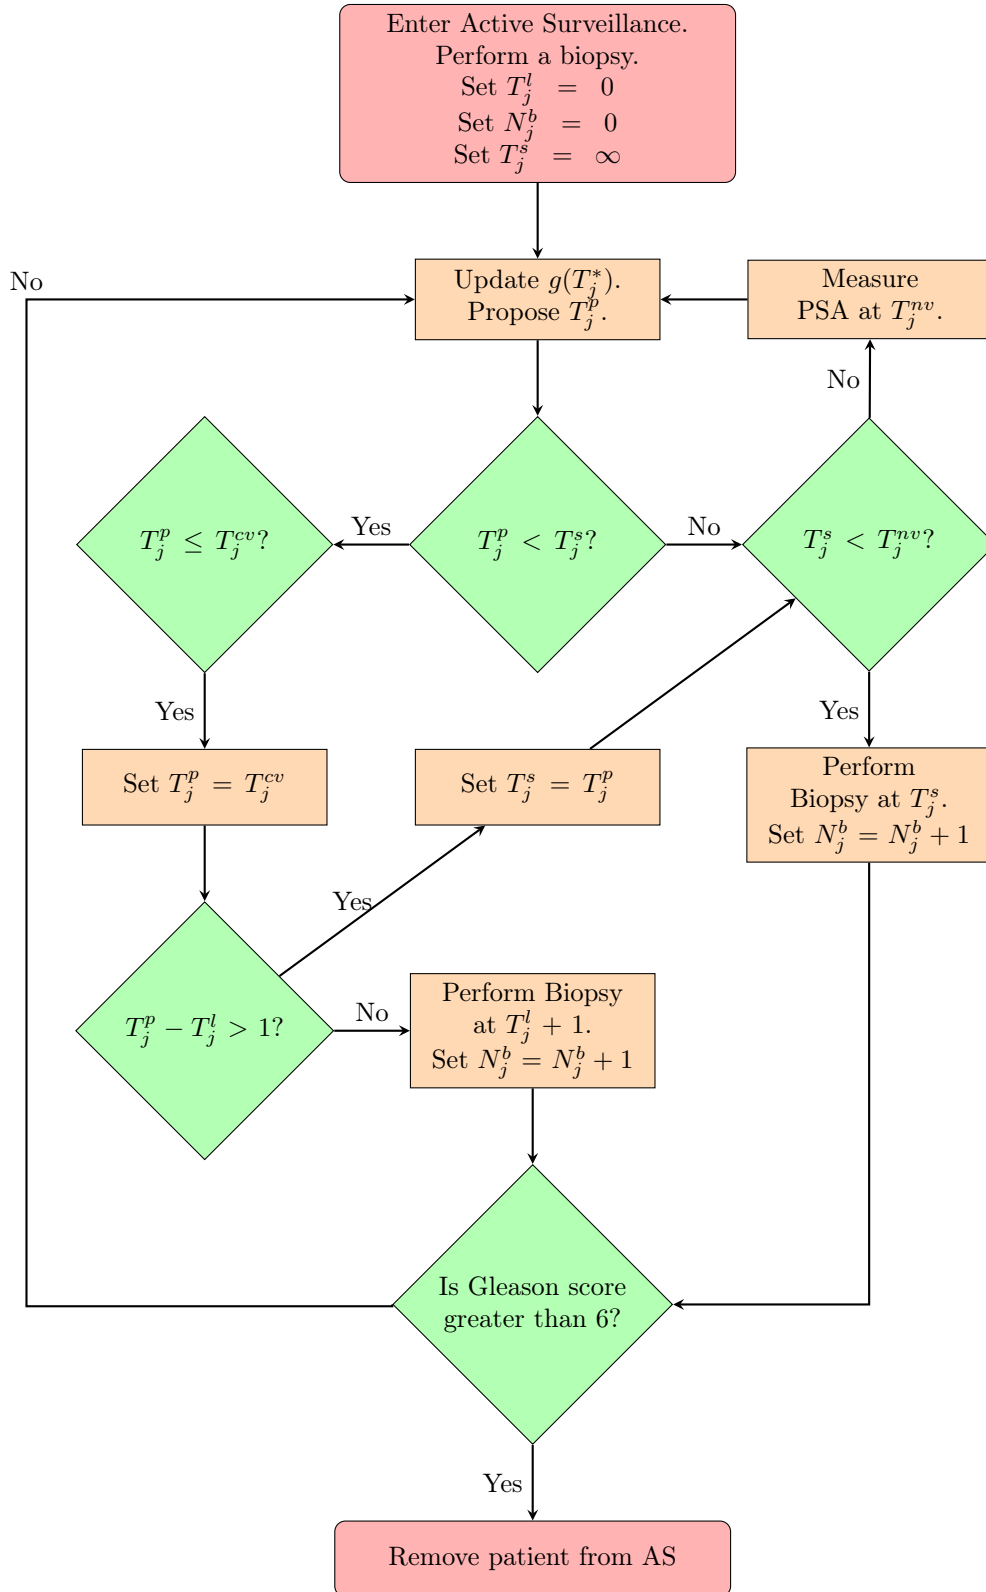 Enter Active Surveillance.
Perform a biopsy.
Set $T_j^l = 0$
Set $N_j^b = 0$
Set $T_j^s = \infty$
No
Update $g(T_j^*)$.
Propose $T_j^p$.
Measure
PSA at $T_j^{nv}$.
No
$T_j^p \leq T_j^{cv}$?
Yes
$T_j^p < T_j^s$?
No
$T_j^s < T_j^{nv}$?
Yes
Yes
Set $T_j^p = T_j^{cv}$
Set $T_j^s = T_j^p$
Perform
Biopsy at $T_j^s$.
Set $N_j^b = N_j^b + 1$
Yes
$T_j^p - T_j^l > 1$?
No
Perform Biopsy
at $T_j^l + 1$.
Set $N_j^b = N_j^b + 1$
Is Gleason score
greater than 6?
Yes
Remove patient from AS